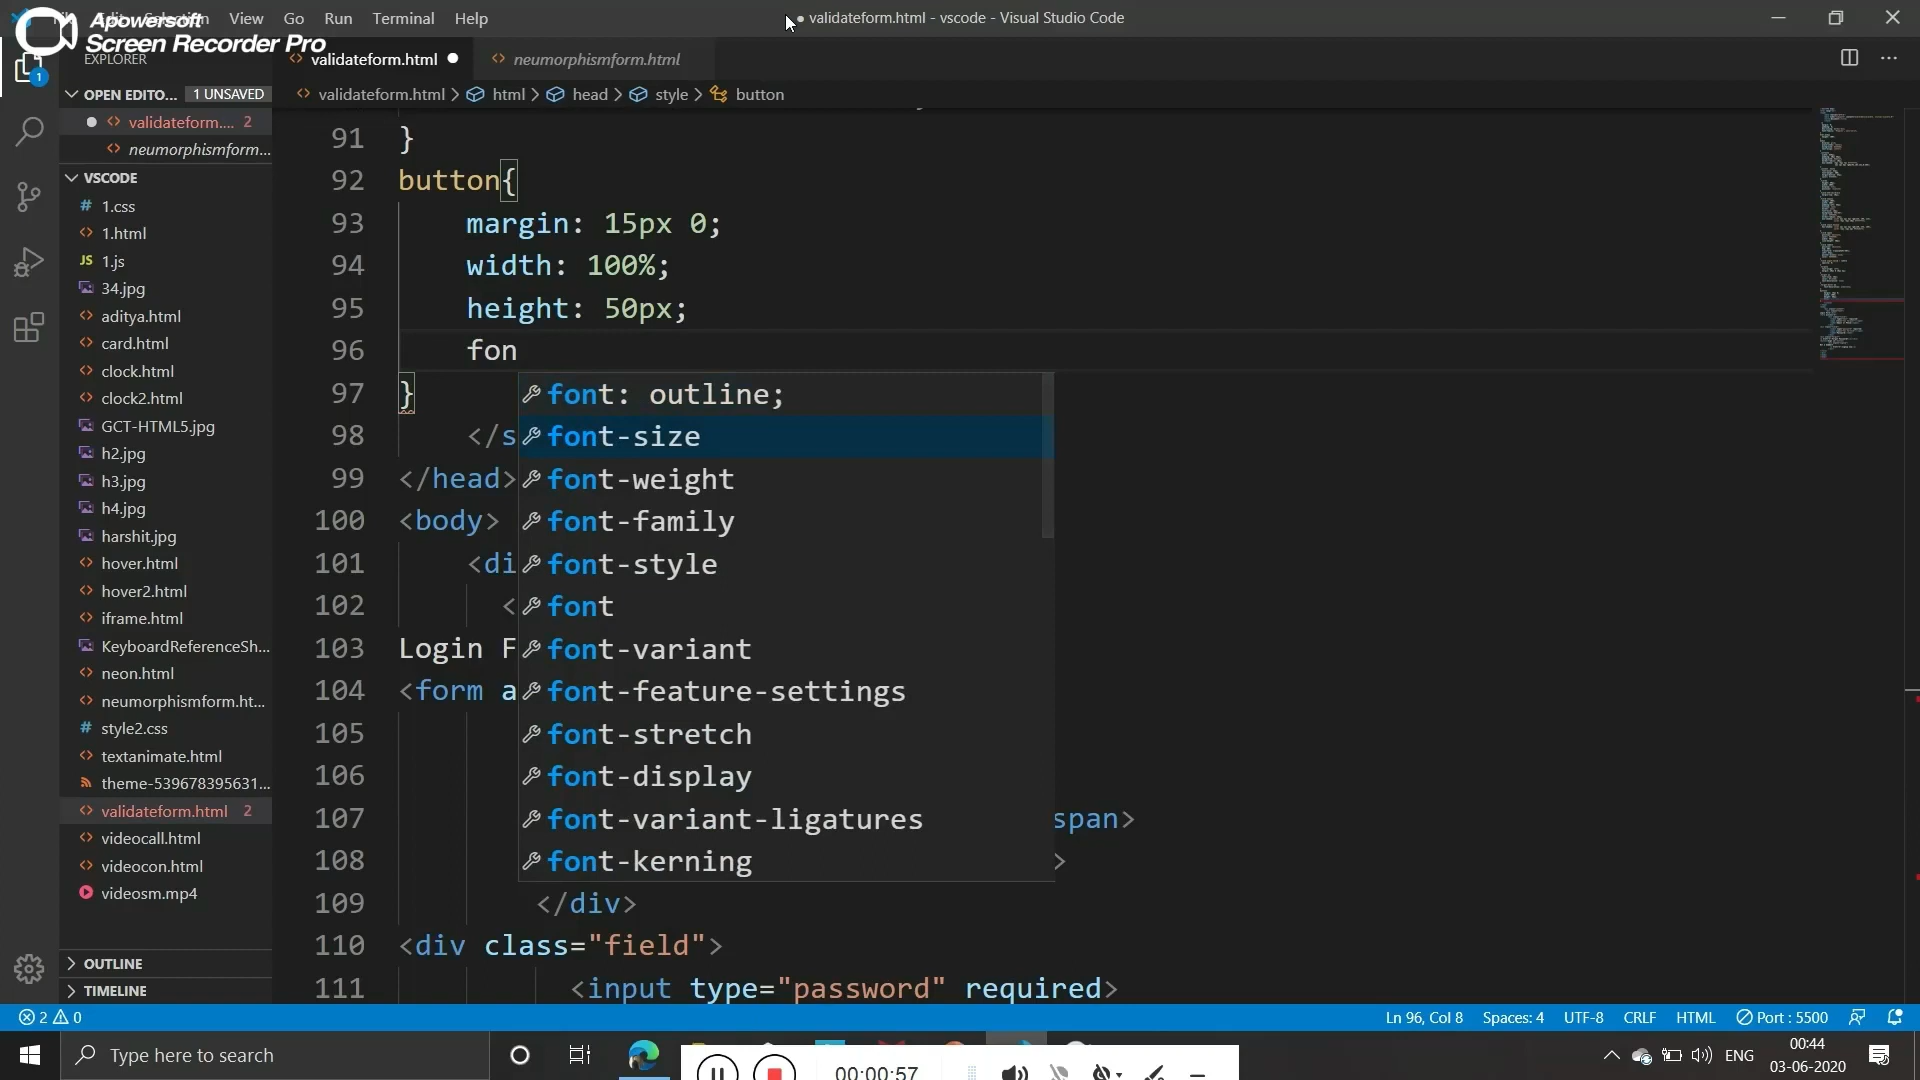 File Edit Selection View Go Run Terminal Help
● validateform.html - vscode - Visual Studio Code
Apowersoft
Screen Recorder Pro
EXPLORER
validateform.html
neumorphismform.html
OPEN EDITO... 1 UNSAVED
validateform.... 2
neumorphismform...
VSCODE
1.css
1.html
1.js
34.jpg
aditya.html
card.html
clock.html
clock2.html
GCT-HTML5.jpg
h2.jpg
h3.jpg
h4.jpg
harshit.jpg
hover.html
hover2.html
iframe.html
KeyboardReferenceSh...
neon.html
neumorphismform.ht...
style2.css
textanimate.html
theme-539678395631...
validateform.html 2
videocall.html
videocon.html
videosm.mp4
OUTLINE
TIMELINE
validateform.html > html > head > style > button
91 }
92 button{
93 margin: 15px 0;
94 width: 100%;
95 height: 50px;
96 fon
97 }
98 </s
99 </head>
100 <body>
101 <di
102 <
103 Login F
104 <form a
105
106
107 span>
108 >
109 </div>
110 <div class="field">
111 <input type="password" required>
font: outline;
font-size
font-weight
font-family
font-style
font
font-variant
font-feature-settings
font-stretch
font-display
font-variant-ligatures
font-kerning
1
2 0
Ln 96, Col 8 Spaces: 4 UTF-8 CRLF HTML Port : 5500
Type here to search
00:00:57
ENG
00:44
03-06-2020